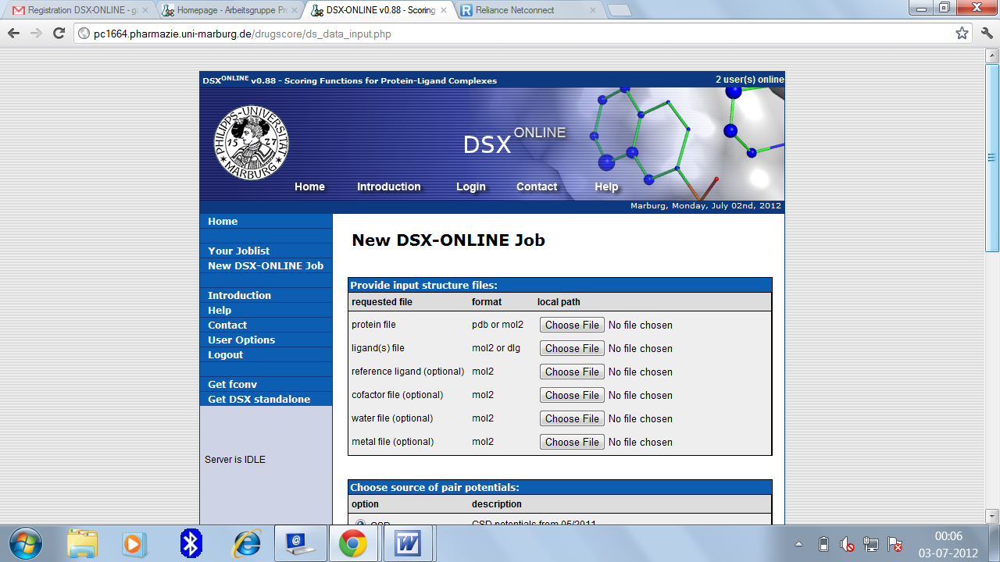 Registration DSX-ONLINE - g
Homepage - Arbeitsgruppe Pr
DSX-ONLINE v0.88 - Scoring
Reliance Netconnect
pc1664.pharmazie.uni-marburg.de/drugscore/ds_data_input.php
DSX ONLINE v0.88 - Scoring Functions for Protein-Ligand Complexes
2 user(s) online
PHILIPPS-UNIVERSITÄT MARBURG
1527
DSX ONLINE
Home Introduction Login Contact Help
Marburg, Monday, July 02nd, 2012
Home
Your Joblist
New DSX-ONLINE Job
Introduction
Help
Contact
User Options
Logout
Get fconv
Get DSX standalone
Server is IDLE
New DSX-ONLINE Job
Provide input structure files:
requested file format local path
protein file pdb or mol2 Choose File No file chosen
ligand(s) file mol2 or dlg Choose File No file chosen
reference ligand (optional) mol2 Choose File No file chosen
cofactor file (optional) mol2 Choose File No file chosen
water file (optional) mol2 Choose File No file chosen
metal file (optional) mol2 Choose File No file chosen
Choose source of pair potentials:
option description
CSD CSD potentials from 05/2011
00:06
03-07-2012